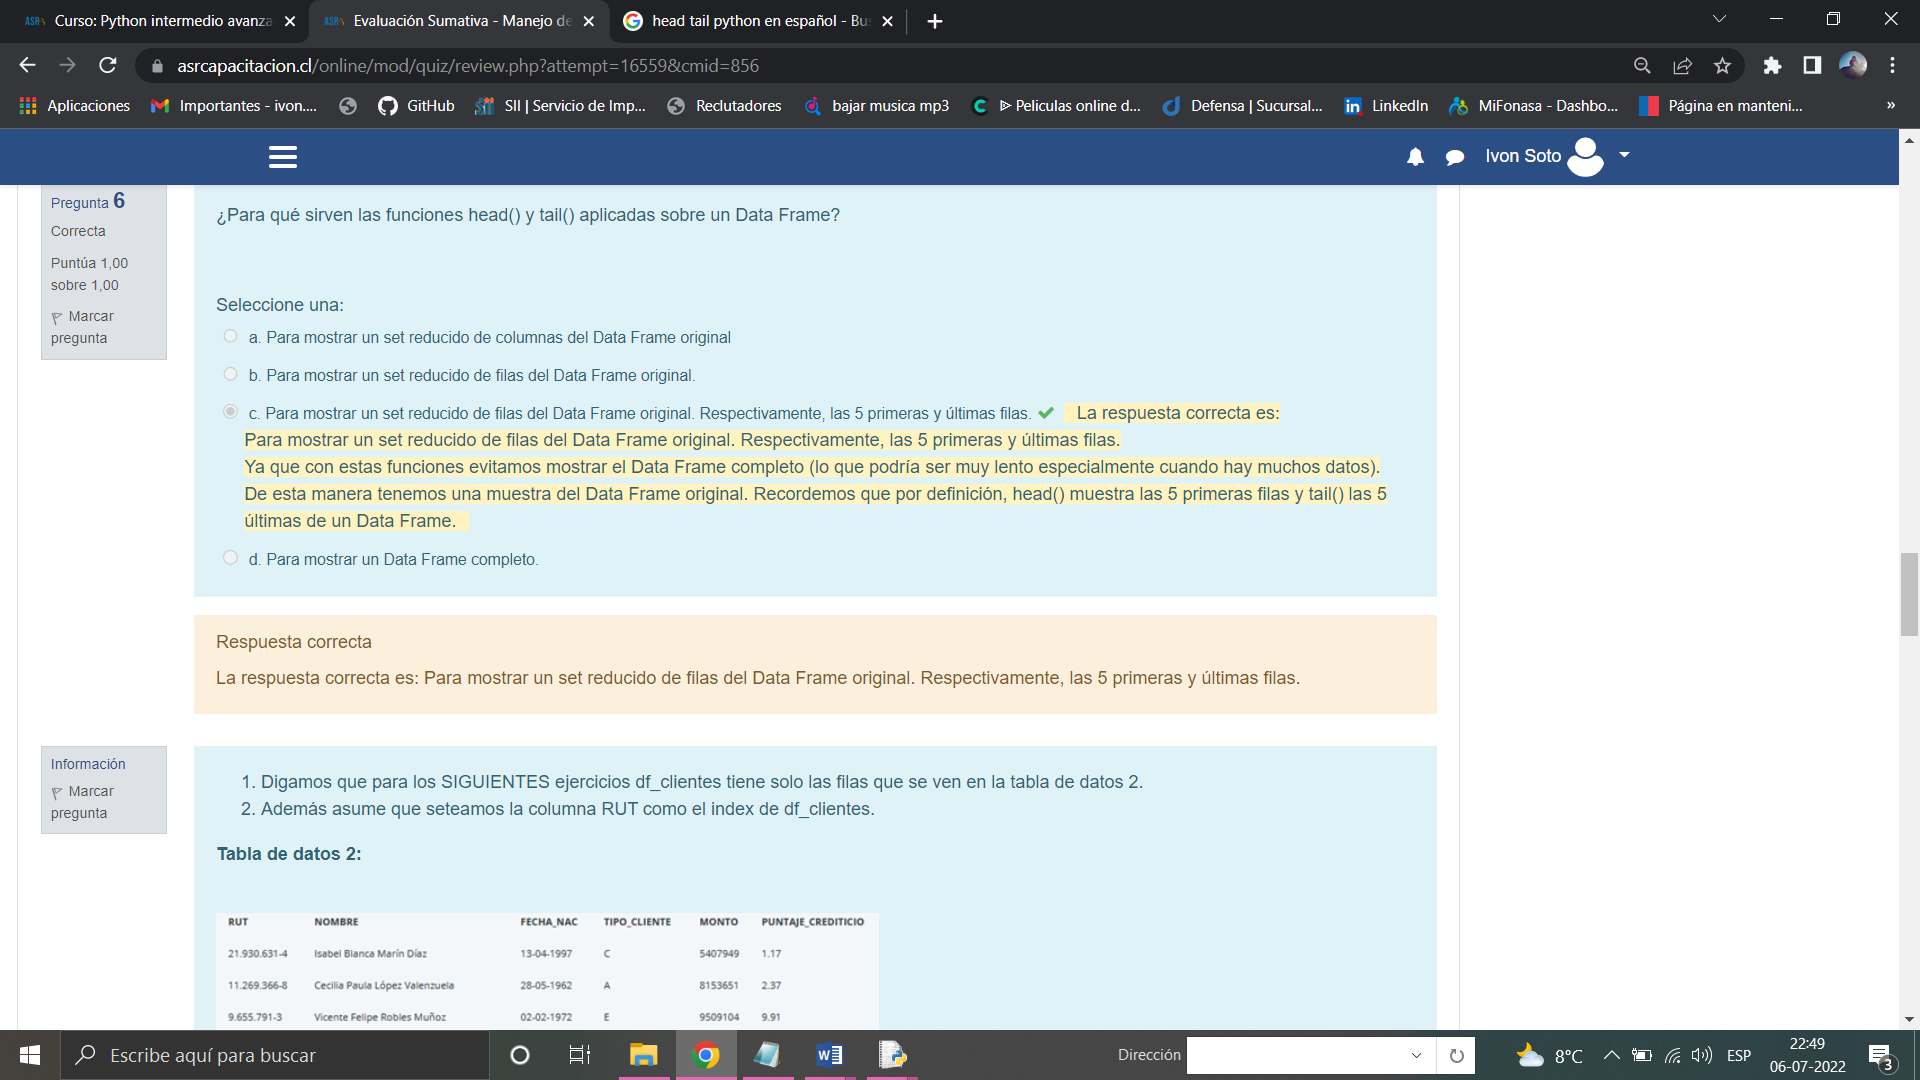 Curso: Python intermedio avanza
Evaluación Sumativa - Manejo de
head tail python en español - Bu
asrcapacitacion.cl/online/mod/quiz/review.php?attempt=16559&cmid=856
Aplicaciones
Importantes - ivon....
GitHub
SII | Servicio de Imp...
Reclutadores
bajar musica mp3
Peliculas online d...
Defensa | Sucursal...
LinkedIn
MiFonasa - Dashbo...
Página en manteni...
»
Ivon Soto
Pregunta 6
Correcta
Puntúa 1,00
sobre 1,00
Marcar
pregunta
¿Para qué sirven las funciones head() y tail() aplicadas sobre un Data Frame?
Seleccione una:
a. Para mostrar un set reducido de columnas del Data Frame original
b. Para mostrar un set reducido de filas del Data Frame original.
c. Para mostrar un set reducido de filas del Data Frame original. Respectivamente, las 5 primeras y últimas filas. La respuesta correcta es:
Para mostrar un set reducido de filas del Data Frame original. Respectivamente, las 5 primeras y últimas filas.
Ya que con estas funciones evitamos mostrar el Data Frame completo (lo que podría ser muy lento especialmente cuando hay muchos datos).
De esta manera tenemos una muestra del Data Frame original. Recordemos que por definición, head() muestra las 5 primeras filas y tail() las 5
últimas de un Data Frame.
d. Para mostrar un Data Frame completo.
Respuesta correcta
La respuesta correcta es: Para mostrar un set reducido de filas del Data Frame original. Respectivamente, las 5 primeras y últimas filas.
Información
Marcar
pregunta
1. Digamos que para los SIGUIENTES ejercicios df_clientes tiene solo las filas que se ven en la tabla de datos 2.
2. Además asume que seteamos la columna RUT como el index de df_clientes.
Tabla de datos 2:
RUT NOMBRE FECHA_NAC TIPO_CLIENTE MONTO PUNTAJE_CREDITICIO
21.930.631-4 Isabel Blanca Marín Díaz 13-04-1997 C 5407949 1.17
11.269.366-8 Cecilia Paula López Valenzuela 28-05-1962 A 8153651 2.37
9.655.791-3 Vicente Felipe Robles Muñoz 02-02-1972 E 9509104 9.91
Escribe aquí para buscar
Dirección
8°C
ESP
22:49
06-07-2022
3